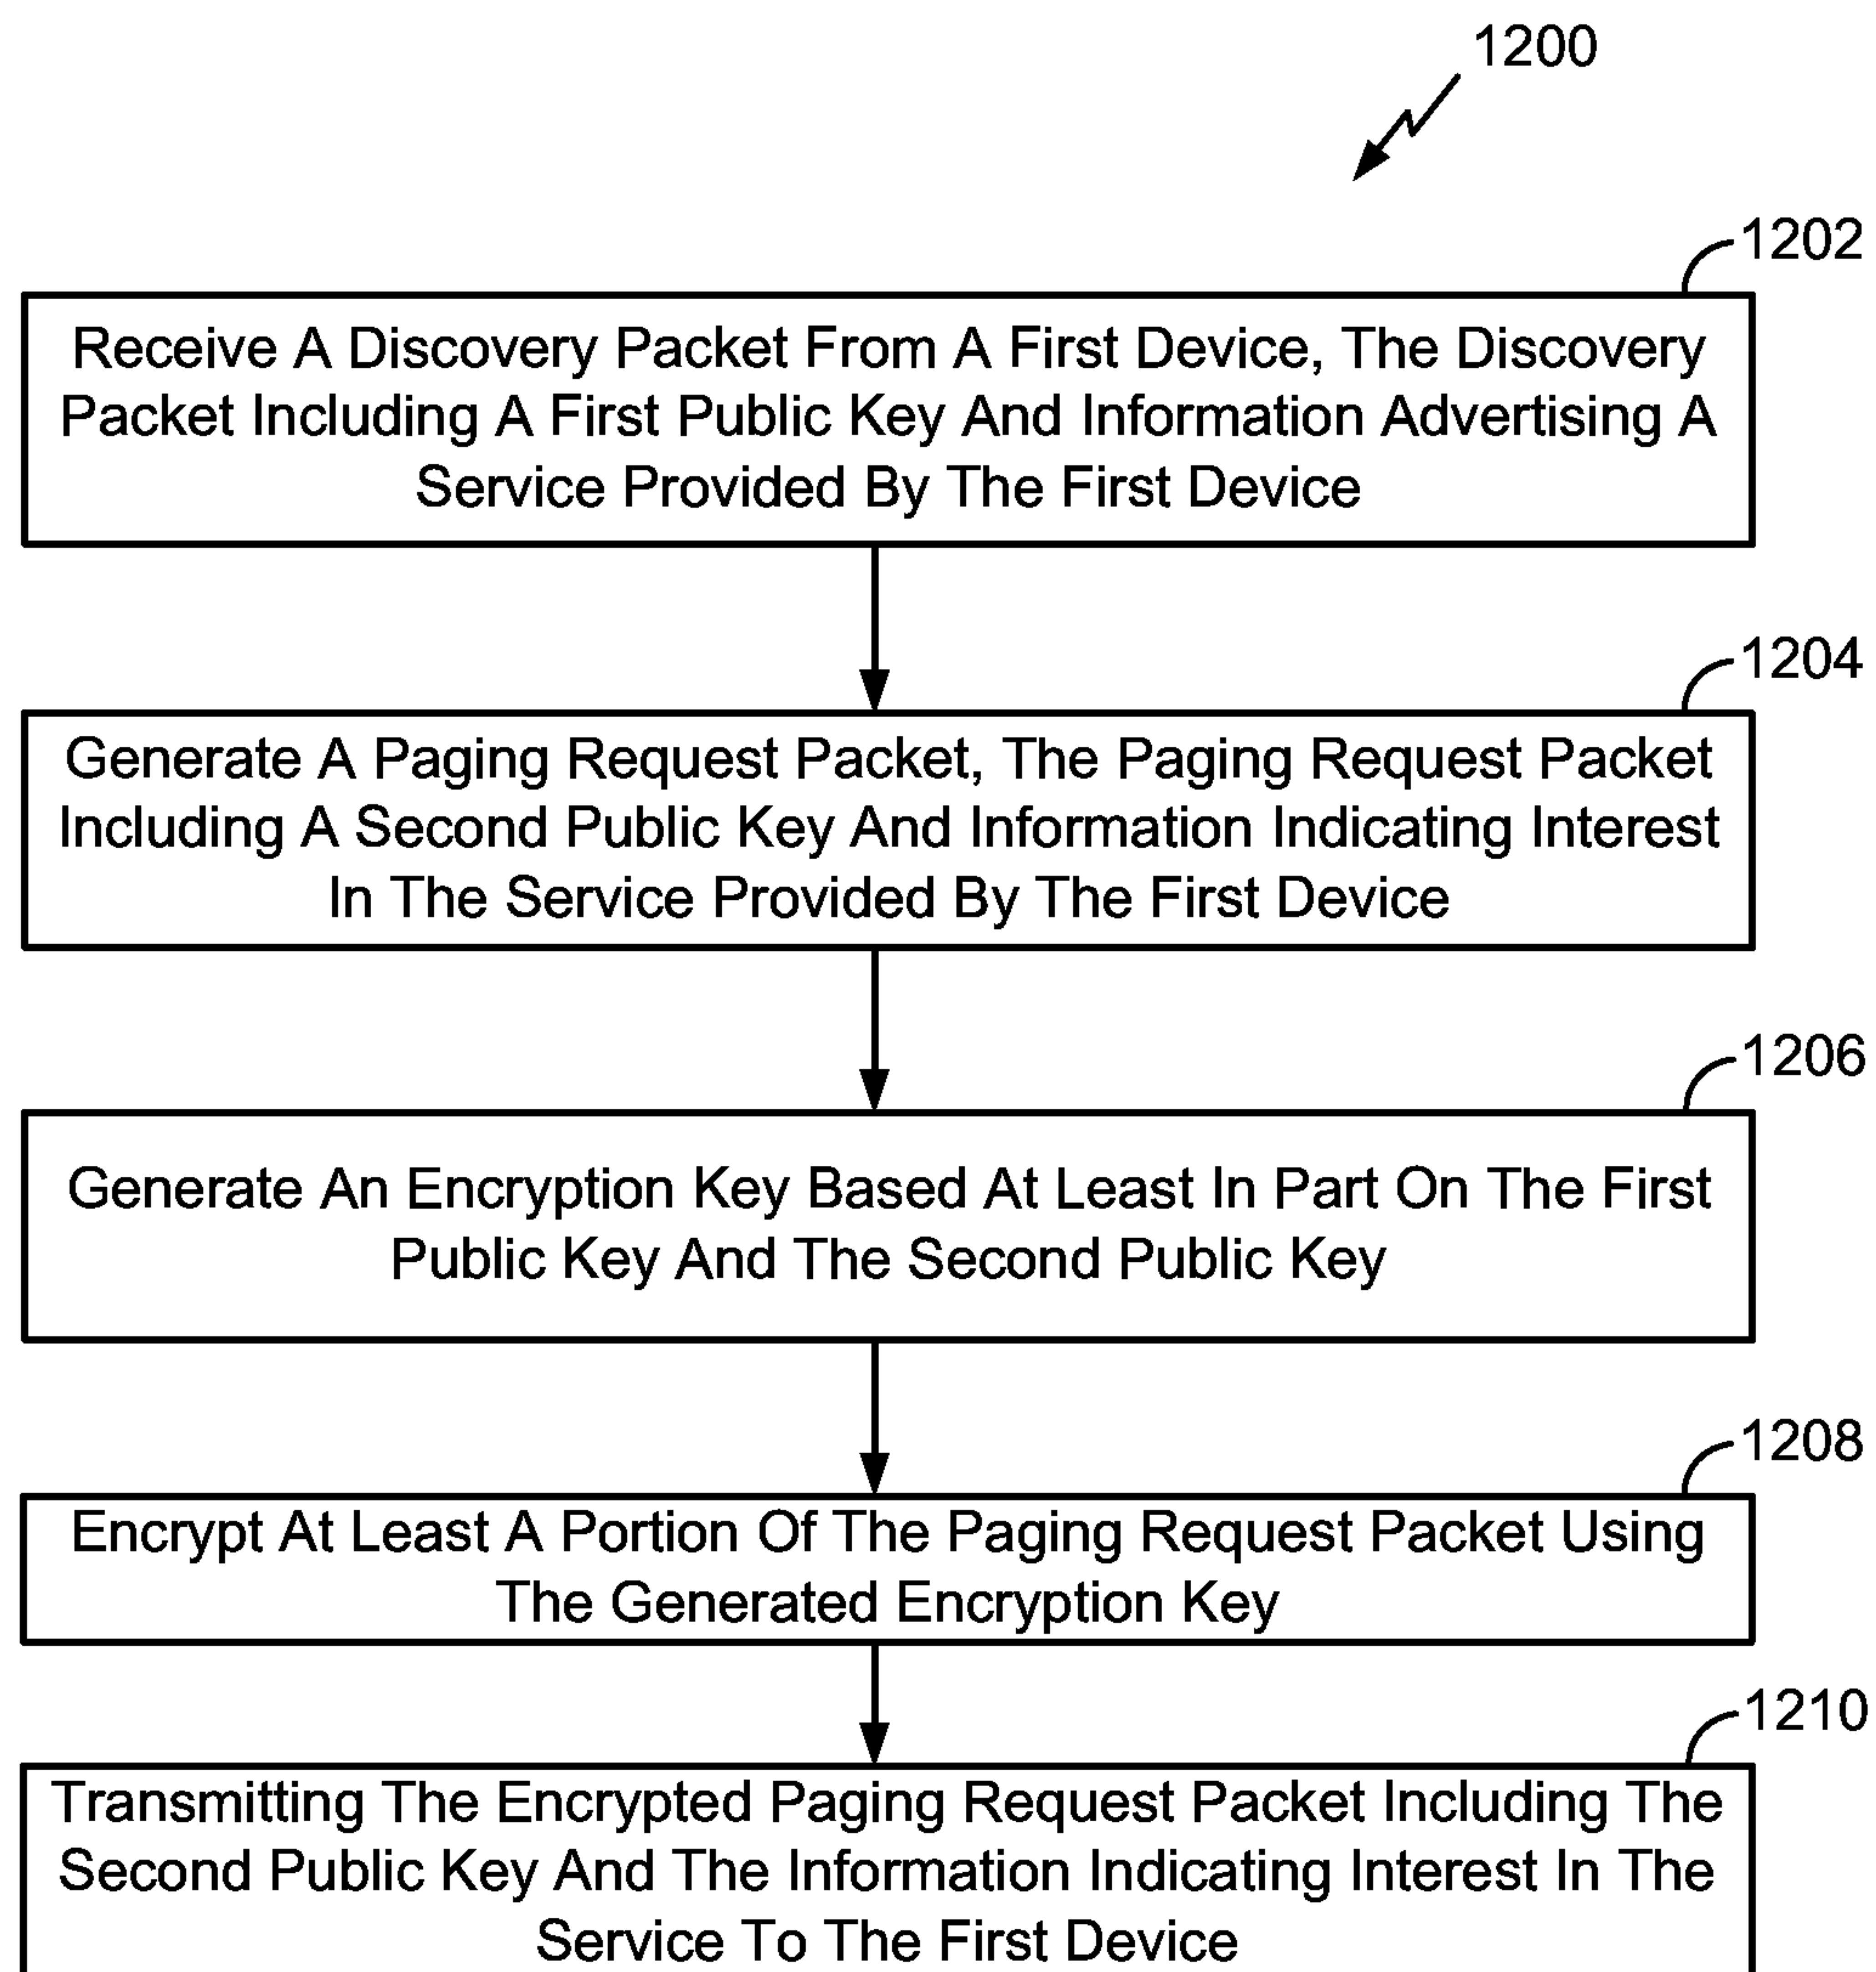 1200
1202
Receive A Discovery Packet From A First Device, The Discovery
Packet Including A First Public Key And Information Advertising A
Service Provided By The First Device
1204
Generate A Paging Request Packet, The Paging Request Packet
Including A Second Public Key And Information Indicating Interest
In The Service Provided By The First Device
1206
Generate An Encryption Key Based At Least In Part On The First
Public Key And The Second Public Key
1208
Encrypt At Least A Portion Of The Paging Request Packet Using
The Generated Encryption Key
1210
Transmitting The Encrypted Paging Request Packet Including The
Second Public Key And The Information Indicating Interest In The
Service To The First Device